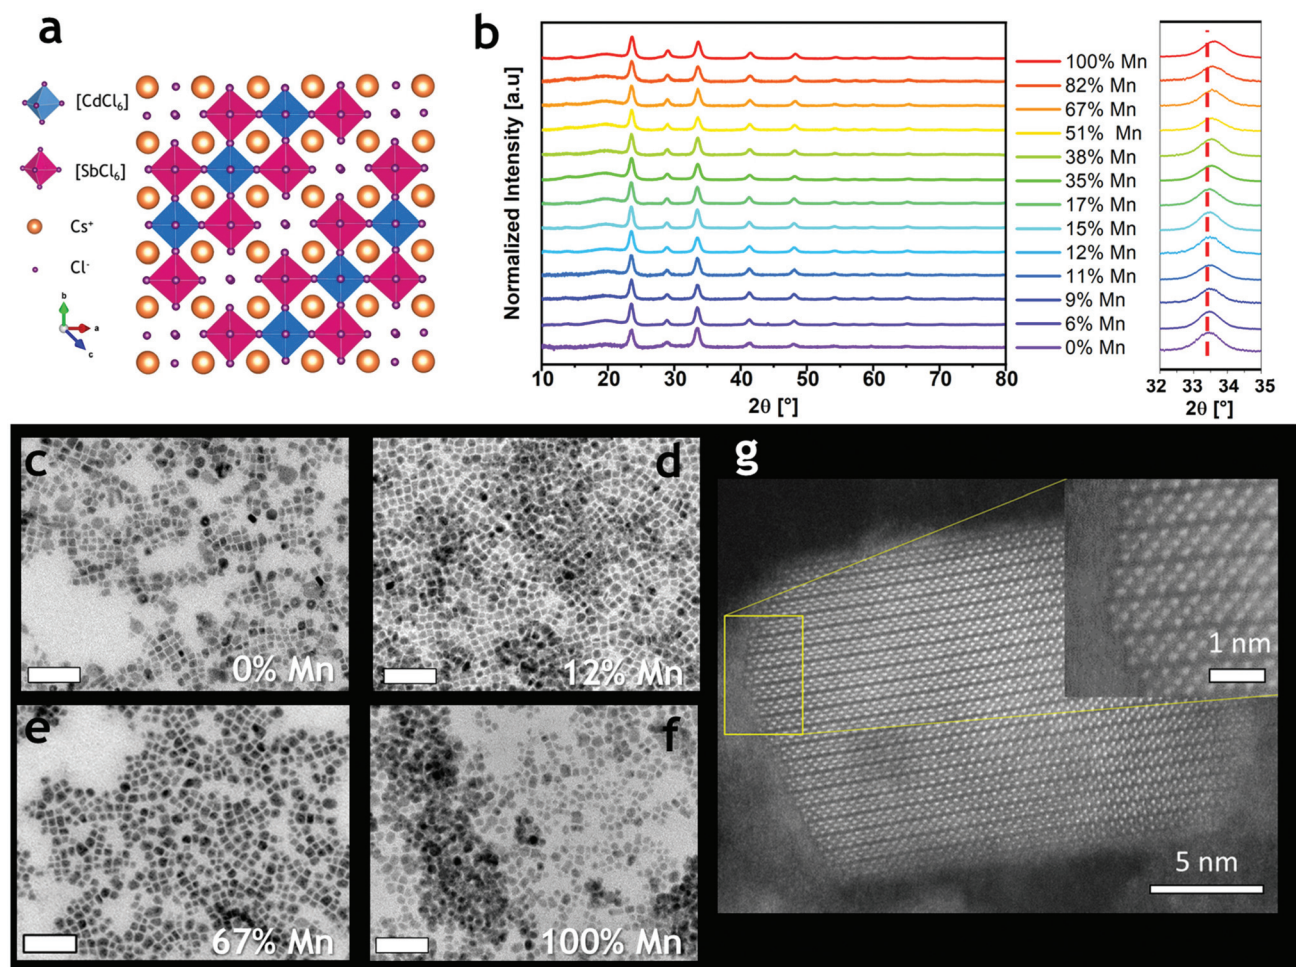 a
[CdCl6]
[SbCl6]
Cs+
Cl-
b
a
c
b
Normalized Intensity [a.u]
10 20 30 40 50 60 70 80
2θ [°]
100% Mn
82% Mn
67% Mn
51% Mn
38% Mn
35% Mn
17% Mn
15% Mn
12% Mn
11% Mn
9% Mn
6% Mn
0% Mn
32 33 34 35
2θ [°]
c
0% Mn
d
12% Mn
e
67% Mn
f
100% Mn
g
1 nm
5 nm